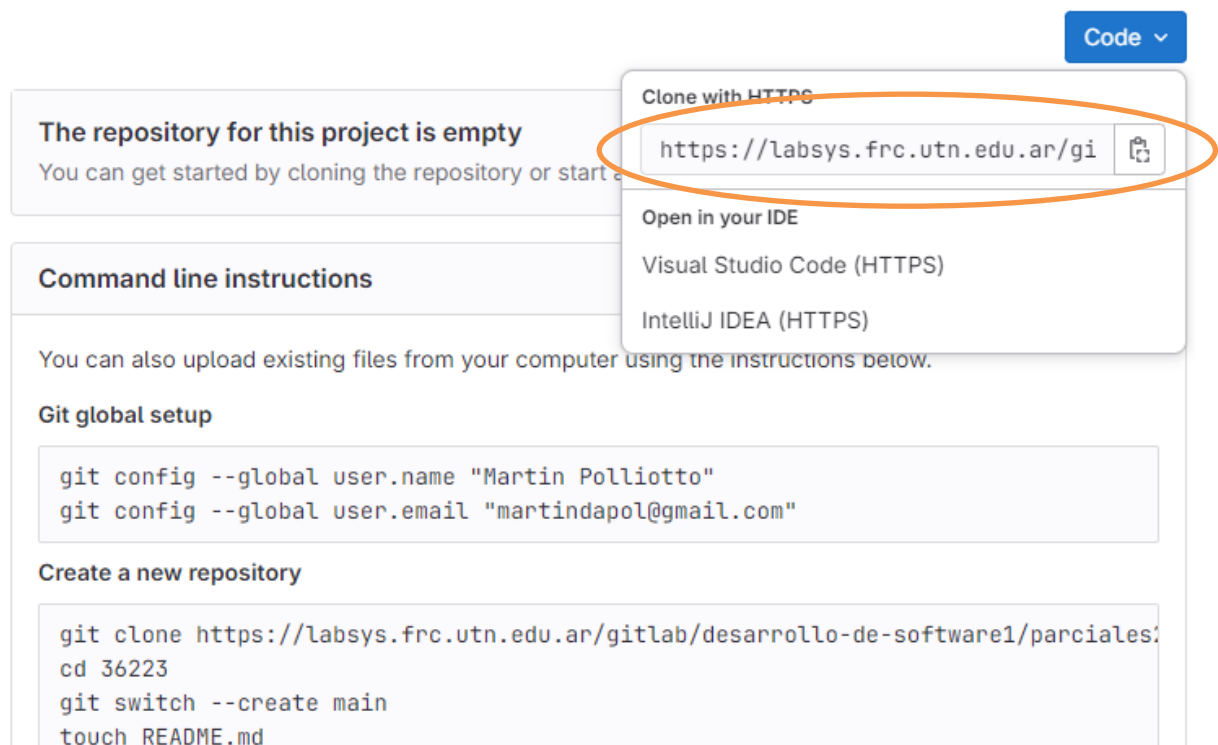 Code
Clone with HTTPS
https://labsys.frc.utn.edu.ar/gi
The repository for this project is empty
You can get started by cloning the repository or start
Open in your IDE
Visual Studio Code (HTTPS)
IntelliJ IDEA (HTTPS)
Command line instructions
You can also upload existing files from your computer using the instructions below.
Git global setup
git config --global user.name "Martin Polliotto"
git config --global user.email "martindapol@gmail.com"
Create a new repository
git clone https://labsys.frc.utn.edu.ar/gitlab/desarrollo-de-software1/parciales
cd 36223
git switch --create main
touch README.md